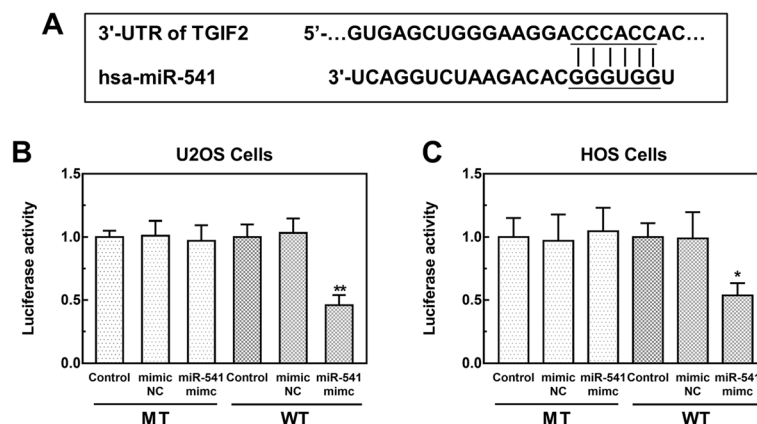 A
3'-UTR of TGIF2 5'-...GUGAGCUGGGAAGGACCCACCAC...
hsa-miR-541 3'-UCAGGUCUAAGACACGGGUGGU
B
U2OS Cells
Luciferase activity
1.5
1.0
0.5
0.0
**
Control mimic NC miR-541 mimc Control mimic NC miR-541 mimc
MT WT
C
HOS Cells
Luciferase activity
1.5
1.0
0.5
0.0
*
Control mimic NC miR-541 mimc Control mimic NC miR-541 mimc
MT WT